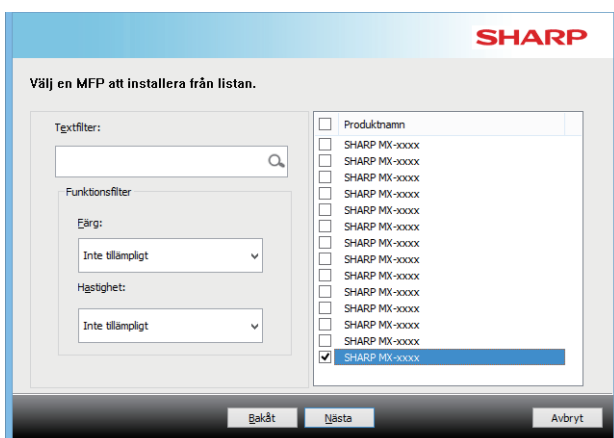 SHARP
Välj en MFP att installera från listan.
Textfilter:
Funktionsfilter
Färg:
Inte tillämpligt
Hastighet:
Inte tillämpligt
Produktnamn
SHARP MX-xxxx
SHARP MX-xxxx
SHARP MX-xxxx
SHARP MX-xxxx
SHARP MX-xxxx
SHARP MX-xxxx
SHARP MX-xxxx
SHARP MX-xxxx
SHARP MX-xxxx
SHARP MX-xxxx
SHARP MX-xxxx
SHARP MX-xxxx
SHARP MX-xxxx
SHARP MX-xxxx
Bakåt Nästa Avbryt